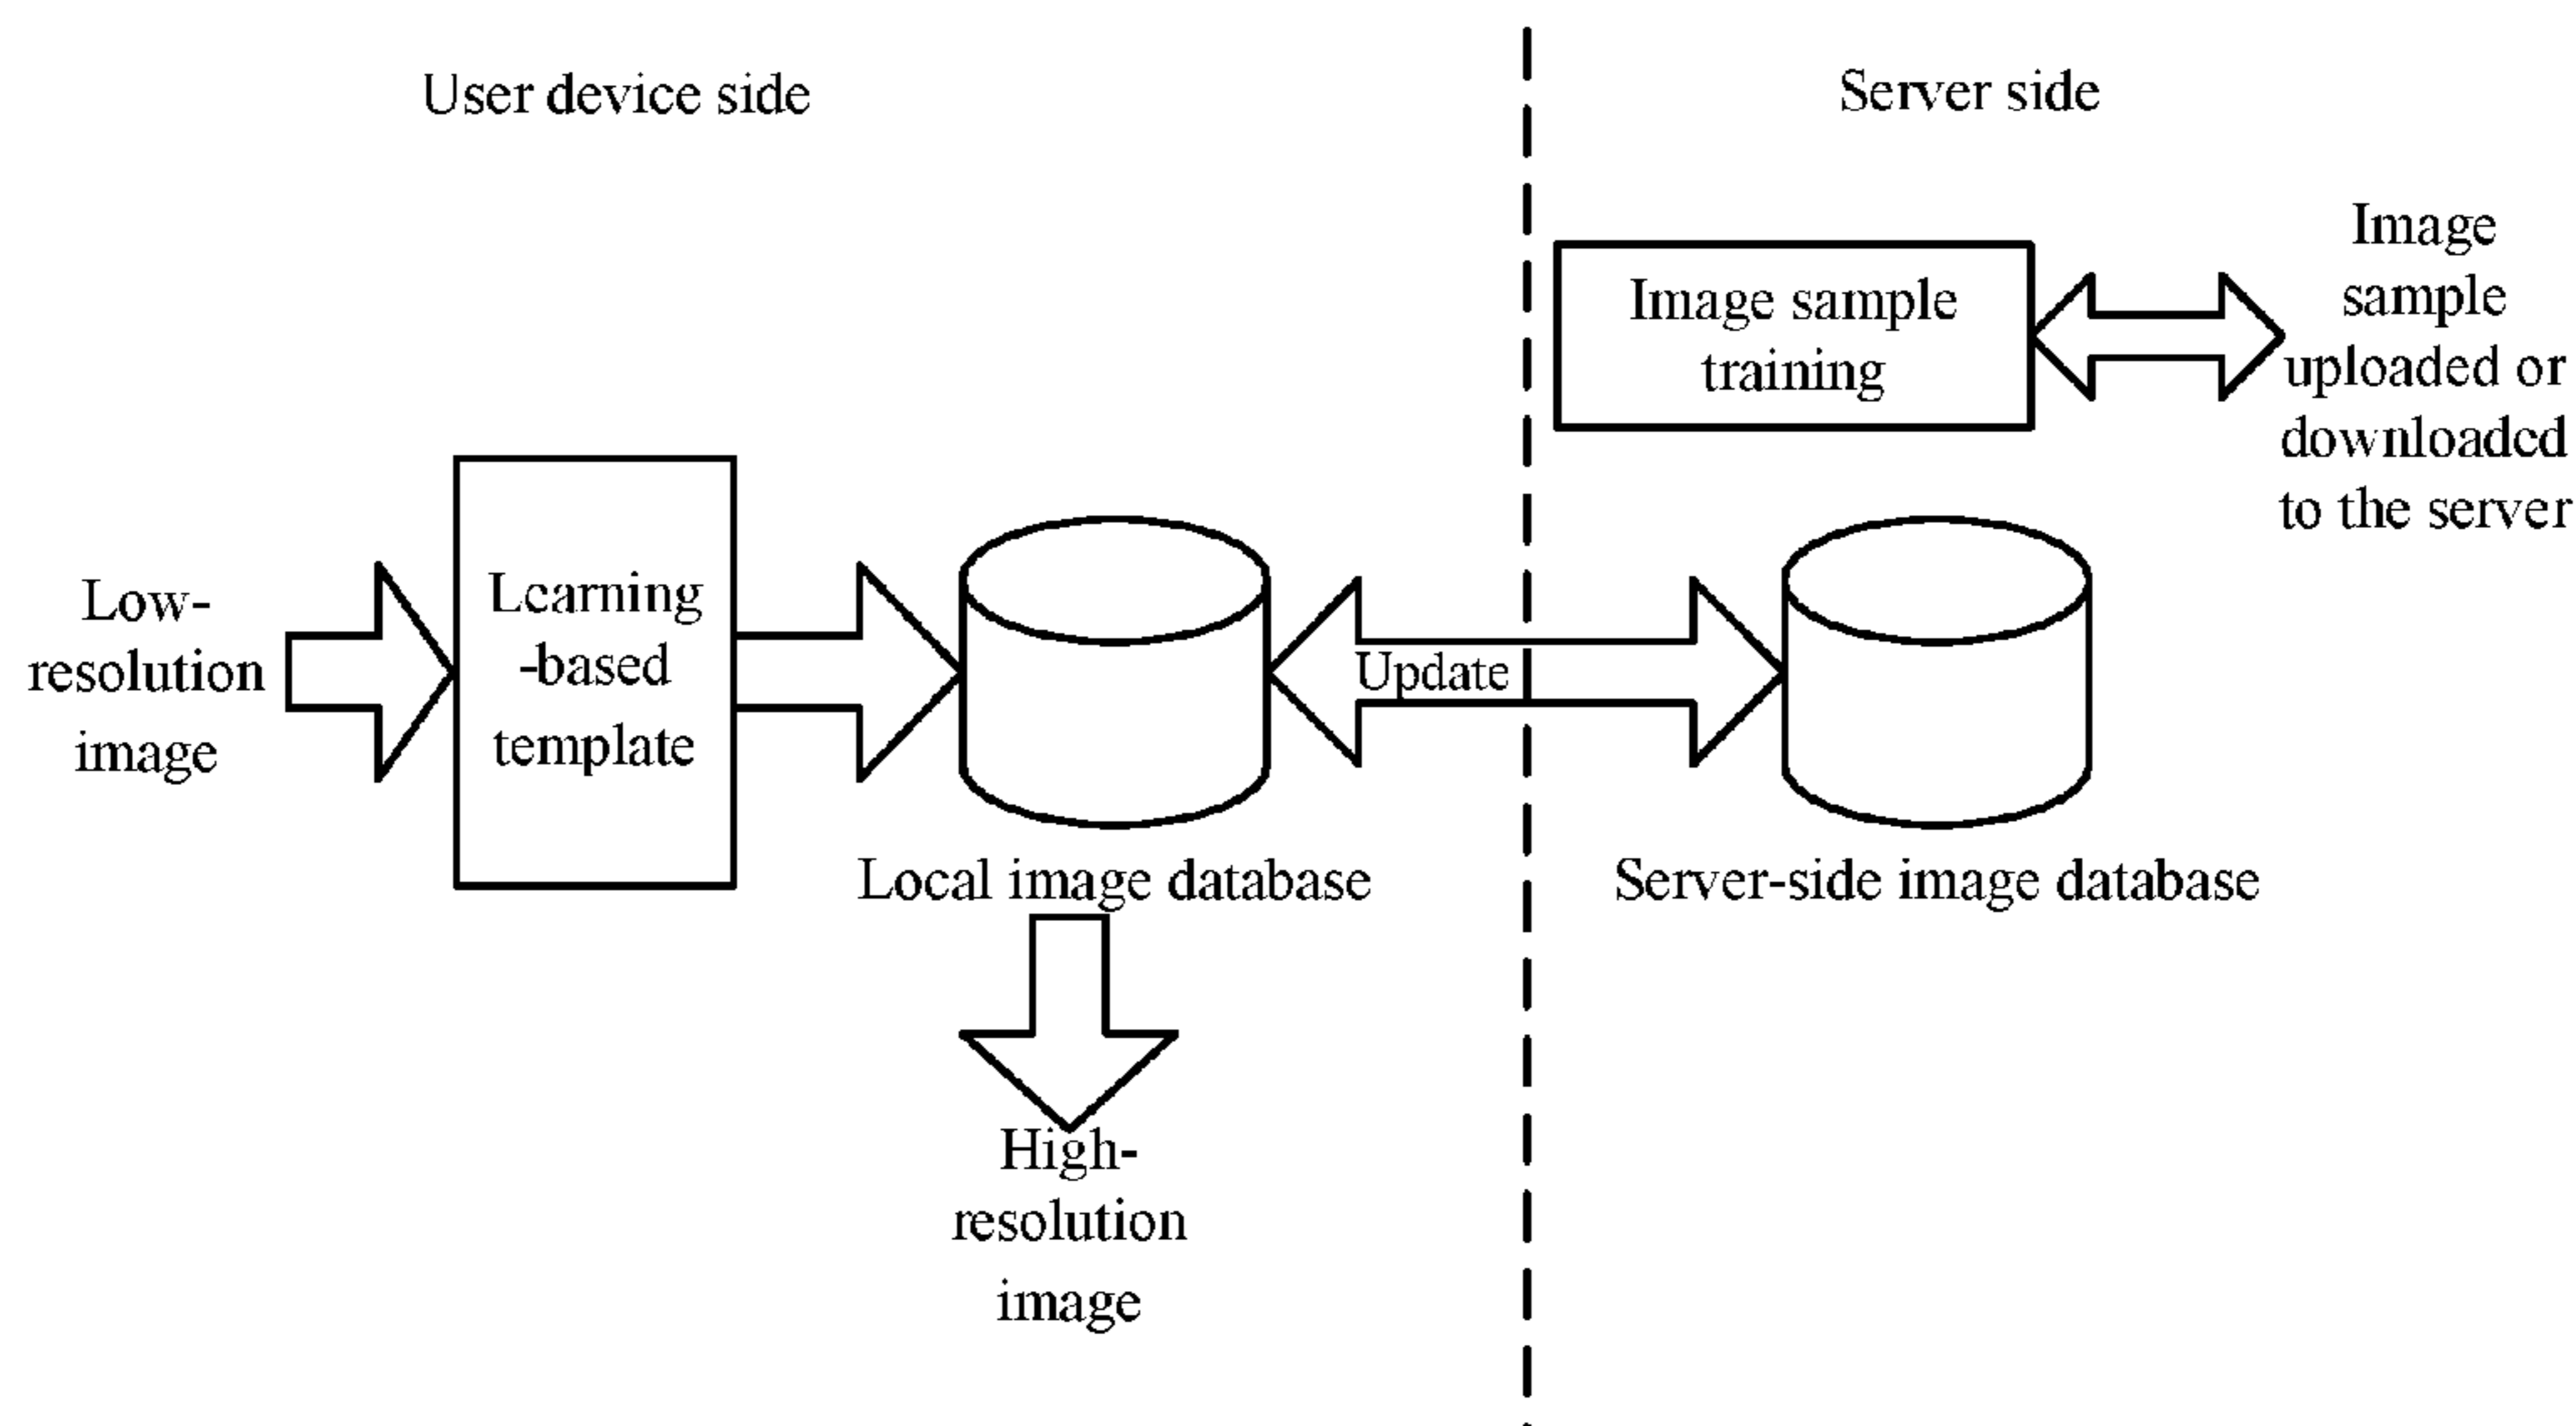 User device side
Server side
Image
sample
uploaded or
downloaded
to the server
Image sample
training
Low-
resolution
image
Learning
-based
template
Update
Local image database
Server-side image database
High-
resolution
image